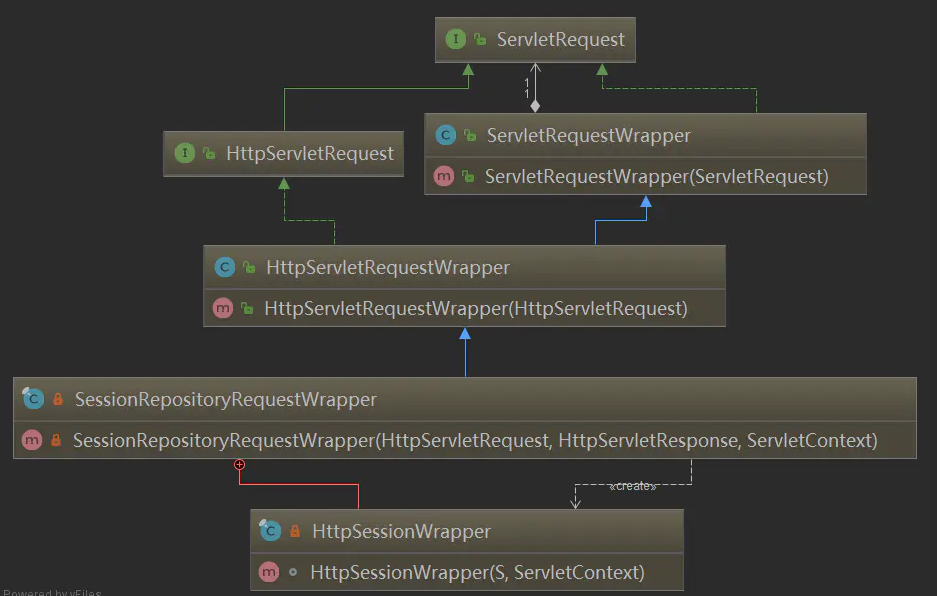 ServletRequest
1
1
ServletRequestWrapper
ServletRequestWrapper(ServletRequest)
HttpServletRequest
HttpServletRequestWrapper
HttpServletRequestWrapper(HttpServletRequest)
SessionRepositoryRequestWrapper
SessionRepositoryRequestWrapper(HttpServletRequest, HttpServletResponse, ServletContext)
«create»
HttpSessionWrapper
HttpSessionWrapper(S, ServletContext)
Powered by yFiles